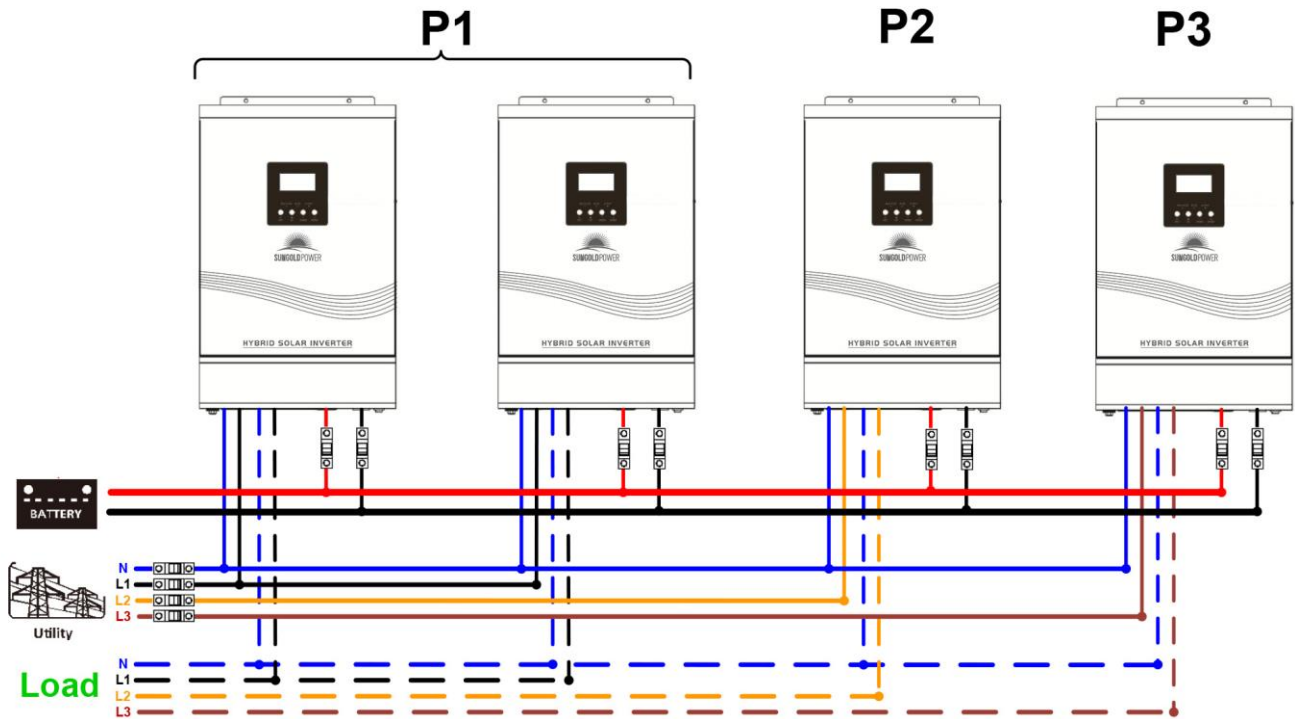 P1
P2
P3
SUNGOLDPOWER
SUNGOLDPOWER
SUNGOLDPOWER
SUNGOLDPOWER
HYBRID SOLAR INVERTER
HYBRID SOLAR INVERTER
HYBRID SOLAR INVERTER
HYBRID SOLAR INVERTER
BATTERY
N
L1
L2
L3
Utility
Load
N
L1
L2
L3